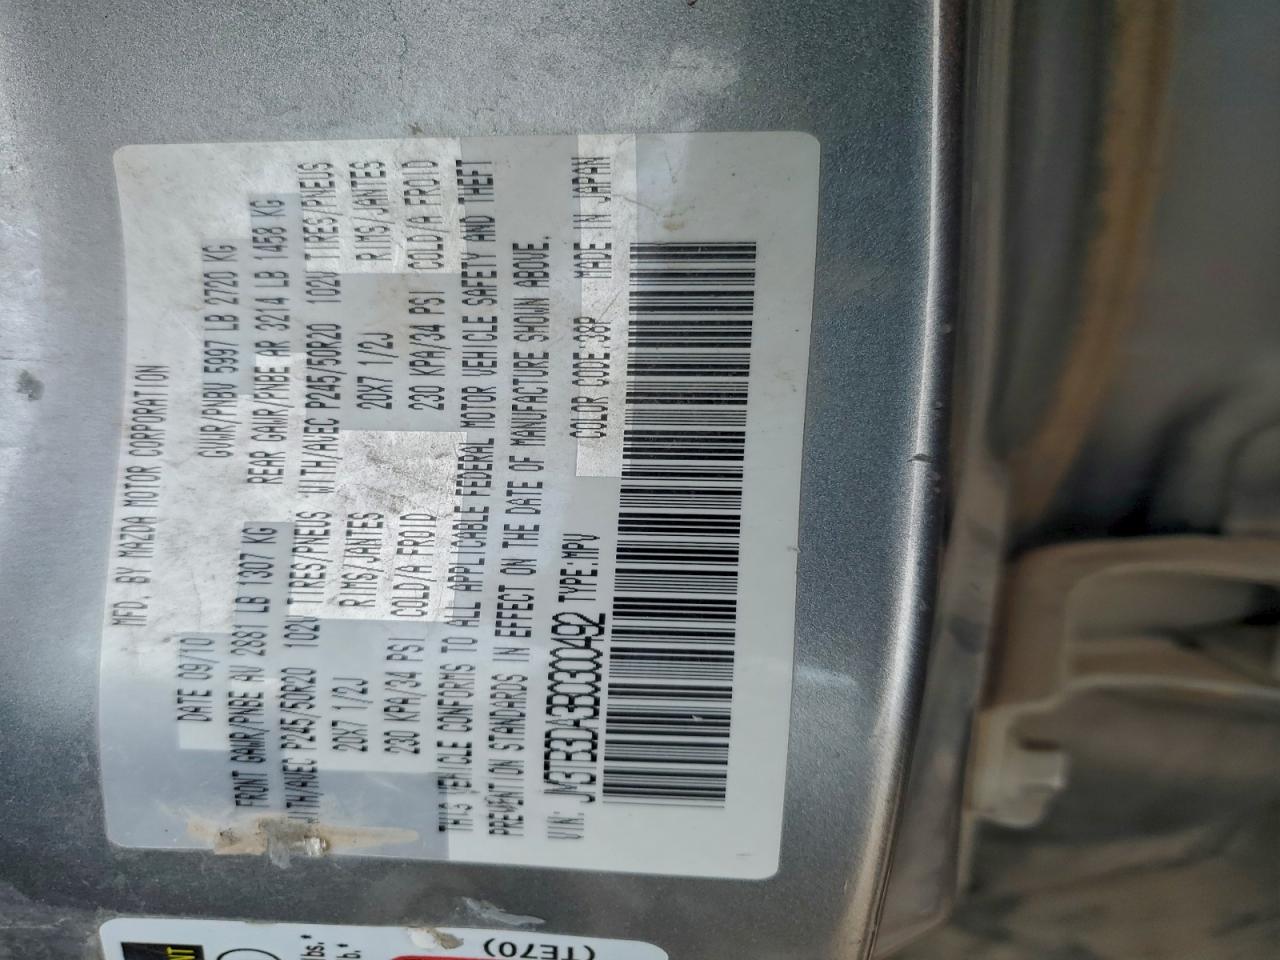 MFD. BY MAZDA MOTOR CORPORATION
DATE 09/10 GVWR/PNBV 5997 LB 2720 KG
FRONT GAWR/PNBE AV 2881 LB 1307 KG REAR GAWR/PNBE AR 3214 LB 1458 KG
WITH/AVEC P245/50R20 102V TIRES/PNEUS WITH/AVEC P245/50R20 102V TIRES/PNEUS
20X7 1/2J RIMS/JANTES 20X7 1/2J RIMS/JANTES
230 KPA/34 PSI COLD/A FROID 230 KPA/34 PSI COLD/A FROID
THIS VEHICLE CONFORMS TO ALL APPLICABLE FEDERAL MOTOR VEHICLE SAFETY AND THEFT
PREVENTION STANDARDS IN EFFECT ON THE DATE OF MANUFACTURE SHOWN ABOVE.
VIN: JM3TB3DA3B0300492 TYPE:MPV COLOR CODE:38P MADE IN JAPAN
(TE70)